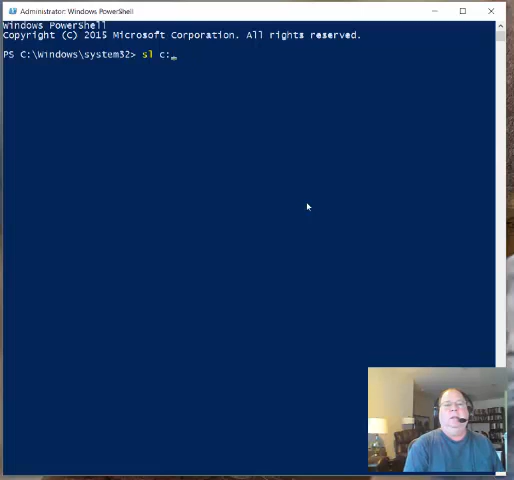 Administrator: Windows PowerShell
Windows PowerShell
Copyright (C) 2015 Microsoft Corporation. All rights reserved.
PS C:\Windows\system32> sl c:_